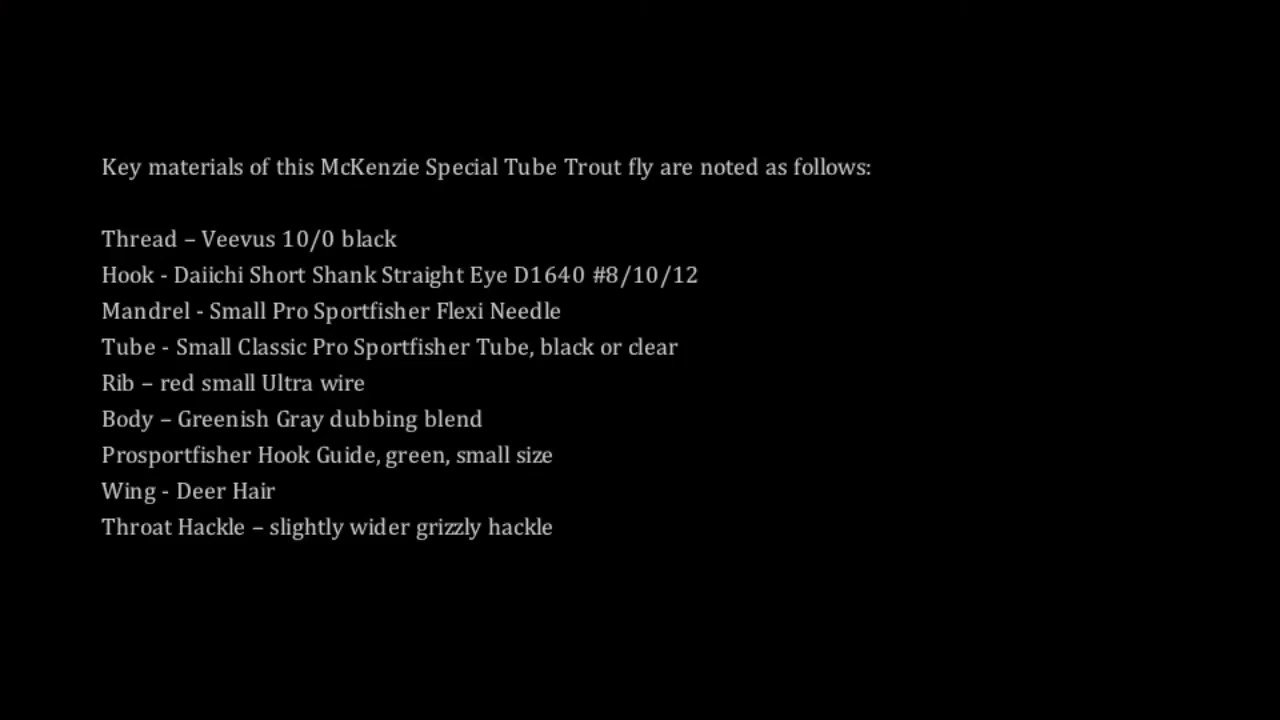 Key materials of this McKenzie Special Tube Trout fly are noted as follows:
Thread – Veevus 10/0 black
Hook - Daiichi Short Shank Straight Eye D1640 #8/10/12
Mandrel - Small Pro Sportfisher Flexi Needle
Tube - Small Classic Pro Sportfisher Tube, black or clear
Rib – red small Ultra wire
Body – Greenish Gray dubbing blend
Prosportfisher Hook Guide, green, small size
Wing - Deer Hair
Throat Hackle – slightly wider grizzly hackle